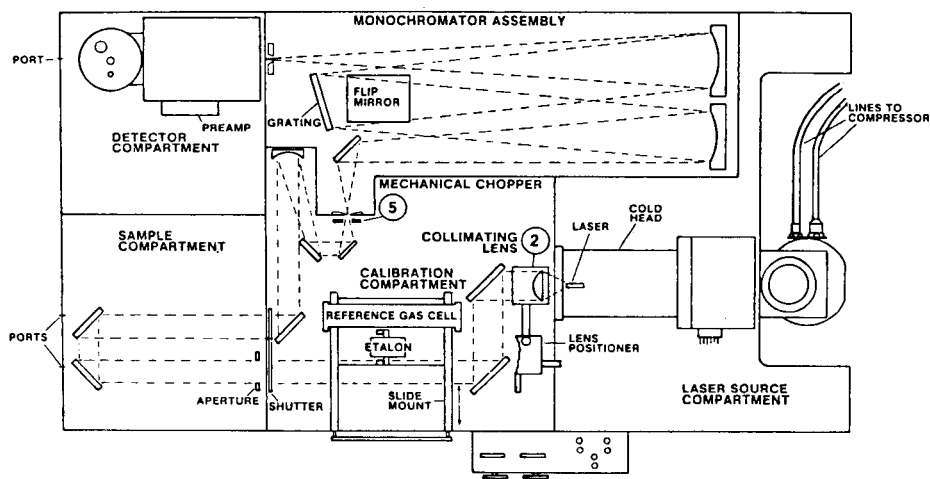 MONOCHROMATOR ASSEMBLY
PORT
FLIP
MIRROR
GRATING
PREAMP
DETECTOR
COMPARTMENT
LINES TO
COMPRESSOR
MECHANICAL CHOPPER
5
SAMPLE
COMPARTMENT
COLD
HEAD
LASER
2
COLLIMATING
LENS
CALIBRATION
COMPARTMENT
REFERENCE GAS CELL
ETALON
PORTS
LENS
POSITIONER
APERTURE
SHUTTER
SLIDE
MOUNT
LASER SOURCE
COMPARTMENT